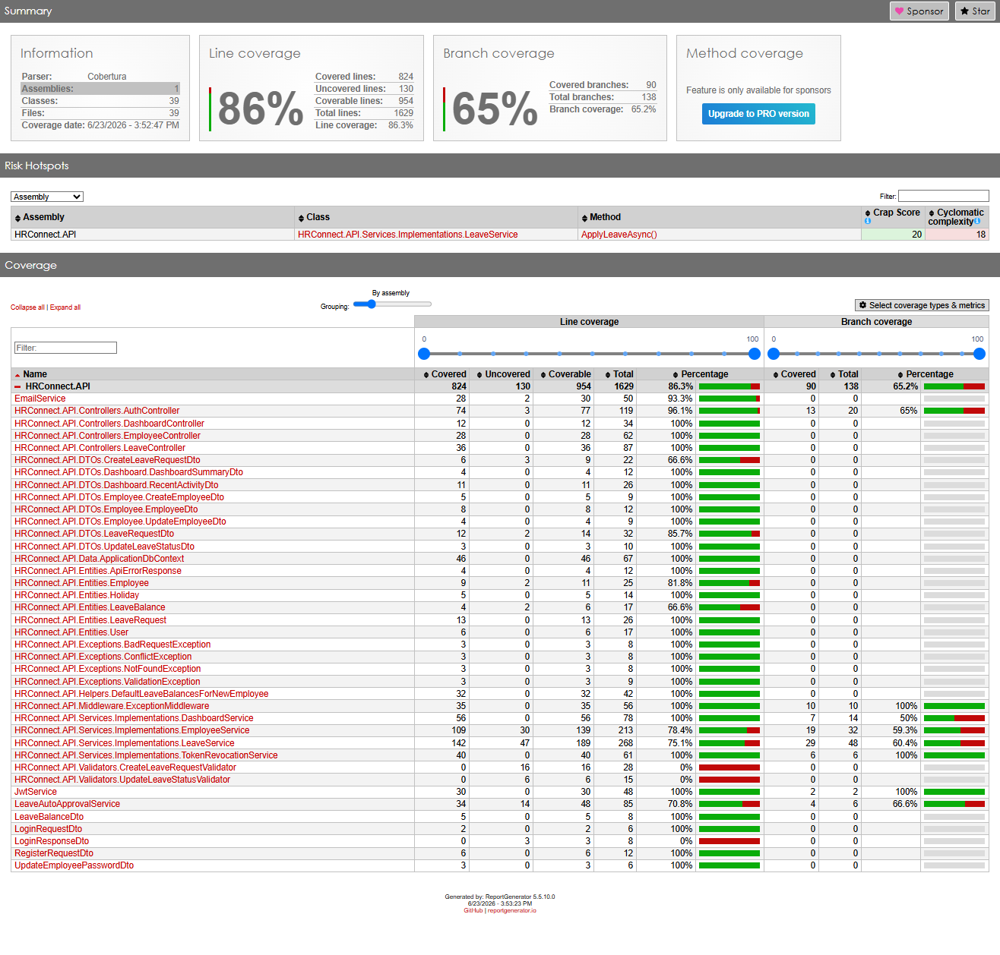 Summary
Sponsor
Star
Information
Parser: Cobertura
Assemblies: 1
Classes: 39
Files: 39
Coverage date: 6/23/2026 - 3:52:47 PM
Line coverage
86%
Covered lines: 824
Uncovered lines: 130
Coverable lines: 954
Total lines: 1629
Line coverage: 86.3%
Branch coverage
65%
Covered branches: 90
Total branches: 138
Branch coverage: 65.2%
Method coverage
Feature is only available for sponsors
Upgrade to PRO version
Risk Hotspots
Assembly
Filter:
Assembly Class Method Crap Score Cyclomatic complexity
HRConnect.API HRConnect.API.Services.Implementations.LeaveService ApplyLeaveAsync() 20 18
Coverage
Collapse all | Expand all
By assembly
Grouping:
Select coverage types & metrics
Line coverage Branch coverage
Filter:
0 100 0 100
Name Covered Uncovered Coverable Total Percentage Covered Total Percentage
HRConnect.API 824 130 954 1629 86.3% 90 138 65.2%
EmailService 28 2 30 50 93.3% 0 0
HRConnect.API.Controllers.AuthController 74 3 77 119 96.1% 13 20 65%
HRConnect.API.Controllers.DashboardController 12 0 12 34 100% 0 0
HRConnect.API.Controllers.EmployeeController 28 0 28 62 100% 0 0
HRConnect.API.Controllers.LeaveController 36 0 36 87 100% 0 0
HRConnect.API.DTOs.CreateLeaveRequestDto 6 3 9 22 66.6% 0 0
HRConnect.API.DTOs.Dashboard.DashboardSummaryDto 4 0 4 12 100% 0 0
HRConnect.API.DTOs.Dashboard.RecentActivityDto 11 0 11 26 100% 0 0
HRConnect.API.DTOs.Employee.CreateEmployeeDto 5 0 5 9 100% 0 0
HRConnect.API.DTOs.Employee.EmployeeDto 8 0 8 12 100% 0 0
HRConnect.API.DTOs.Employee.UpdateEmployeeDto 4 0 4 9 100% 0 0
HRConnect.API.DTOs.LeaveRequestDto 12 2 14 32 85.7% 0 0
HRConnect.API.DTOs.UpdateLeaveStatusDto 3 0 3 10 100% 0 0
HRConnect.API.Data.ApplicationDbContext 46 0 46 67 100% 0 0
HRConnect.API.Entities.ApiErrorResponse 4 0 4 12 100% 0 0
HRConnect.API.Entities.Employee 9 2 11 25 81.8% 0 0
HRConnect.API.Entities.Holiday 5 0 5 14 100% 0 0
HRConnect.API.Entities.LeaveBalance 4 2 6 17 66.6% 0 0
HRConnect.API.Entities.LeaveRequest 13 0 13 26 100% 0 0
HRConnect.API.Entities.User 6 0 6 17 100% 0 0
HRConnect.API.Exceptions.BadRequestException 3 0 3 8 100% 0 0
HRConnect.API.Exceptions.ConflictException 3 0 3 8 100% 0 0
HRConnect.API.Exceptions.NotFoundException 3 0 3 8 100% 0 0
HRConnect.API.Exceptions.ValidationException 3 0 3 9 100% 0 0
HRConnect.API.Helpers.DefaultLeaveBalancesForNewEmployee 32 0 32 42 100% 0 0
HRConnect.API.Middleware.ExceptionMiddleware 35 0 35 56 100% 10 10 100%
HRConnect.API.Services.Implementations.DashboardService 56 0 56 78 100% 7 14 50%
HRConnect.API.Services.Implementations.EmployeeService 109 30 139 213 78.4% 19 32 59.3%
HRConnect.API.Services.Implementations.LeaveService 142 47 189 268 75.1% 29 48 60.4%
HRConnect.API.Services.Implementations.TokenRevocationService 40 0 40 61 100% 6 6 100%
HRConnect.API.Validators.CreateLeaveRequestValidator 0 16 16 28 0% 0 0
HRConnect.API.Validators.UpdateLeaveStatusValidator 0 6 6 15 0% 0 0
JwtService 30 0 30 48 100% 2 2 100%
LeaveAutoApprovalService 34 14 48 85 70.8% 4 6 66.6%
LeaveBalanceDto 5 0 5 8 100% 0 0
LoginRequestDto 2 0 2 6 100% 0 0
LoginResponseDto 0 3 3 8 0% 0 0
RegisterRequestDto 6 0 6 12 100% 0 0
UpdateEmployeePasswordDto 3 0 3 6 100% 0 0
Generated by: ReportGenerator 5.5.10.0
6/23/2026 - 3:53:23 PM
GitHub | reportgenerator.io